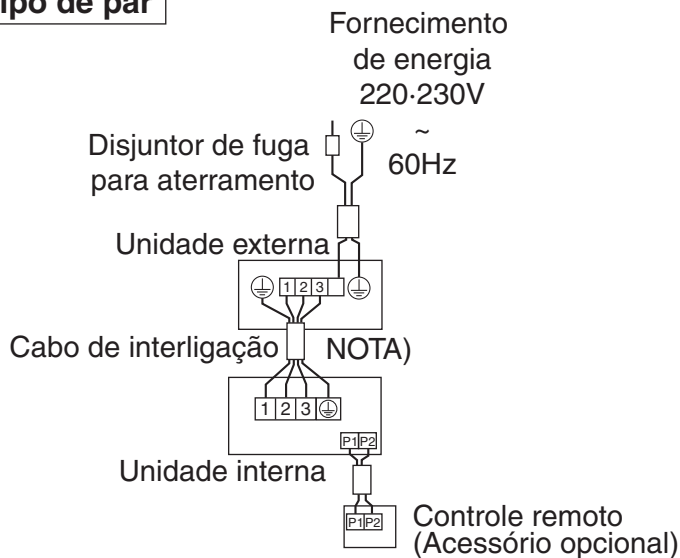 de par
Fornecimento
de energia
220·230V
~
60Hz
Disjuntor de fuga
para aterramento
Unidade externa
1 2 3
Cabo de interligação
NOTA)
1 2 3
P1 P2
Unidade interna
P1 P2
Controle remoto
(Acessório opcional)